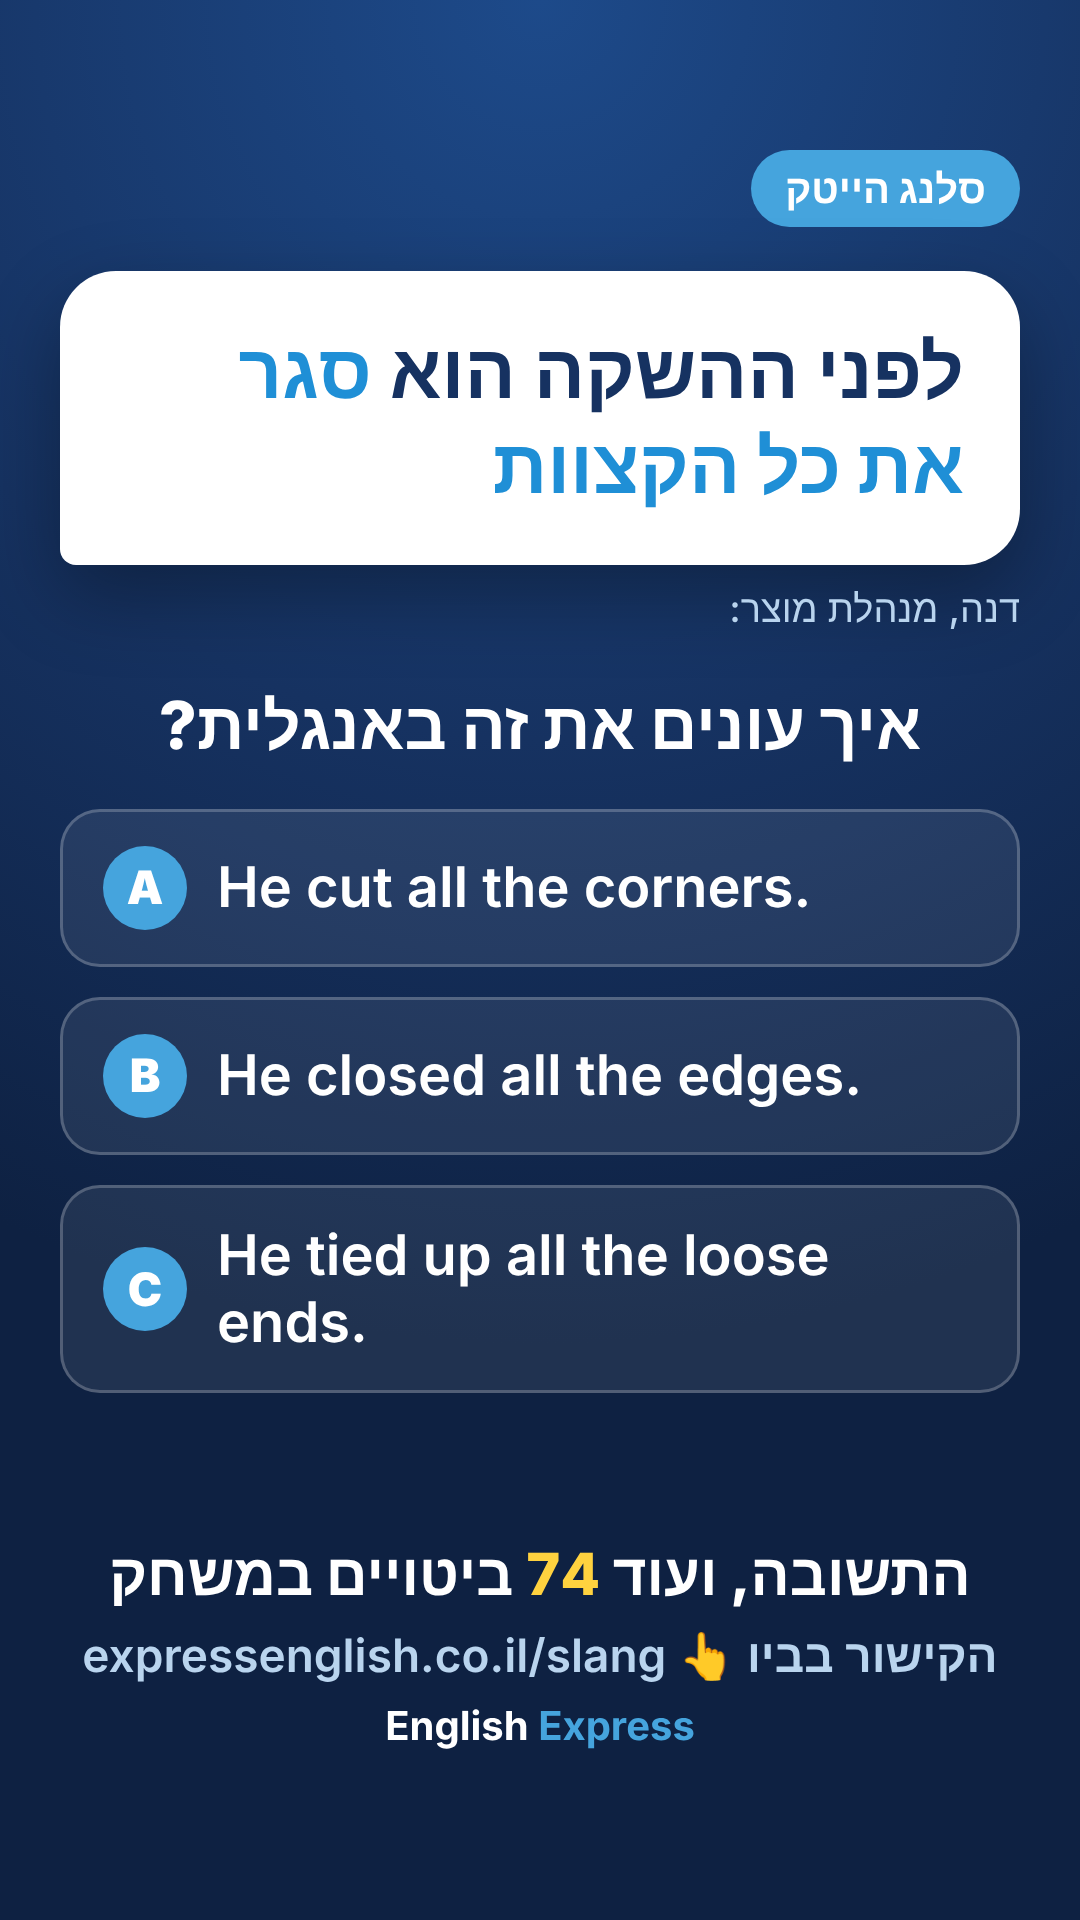 סלנג הייטק
לפני ההשקה הוא סגר
את כל הקצוות
דנה, מנהלת מוצר:
איך עונים את זה באנגלית?
A He cut all the corners.
B He closed all the edges.
C He tied up all the loose
ends.
התשובה, ועוד 74 ביטויים במשחק
הקישור בביו 👆 expressenglish.co.il/slang
English Express